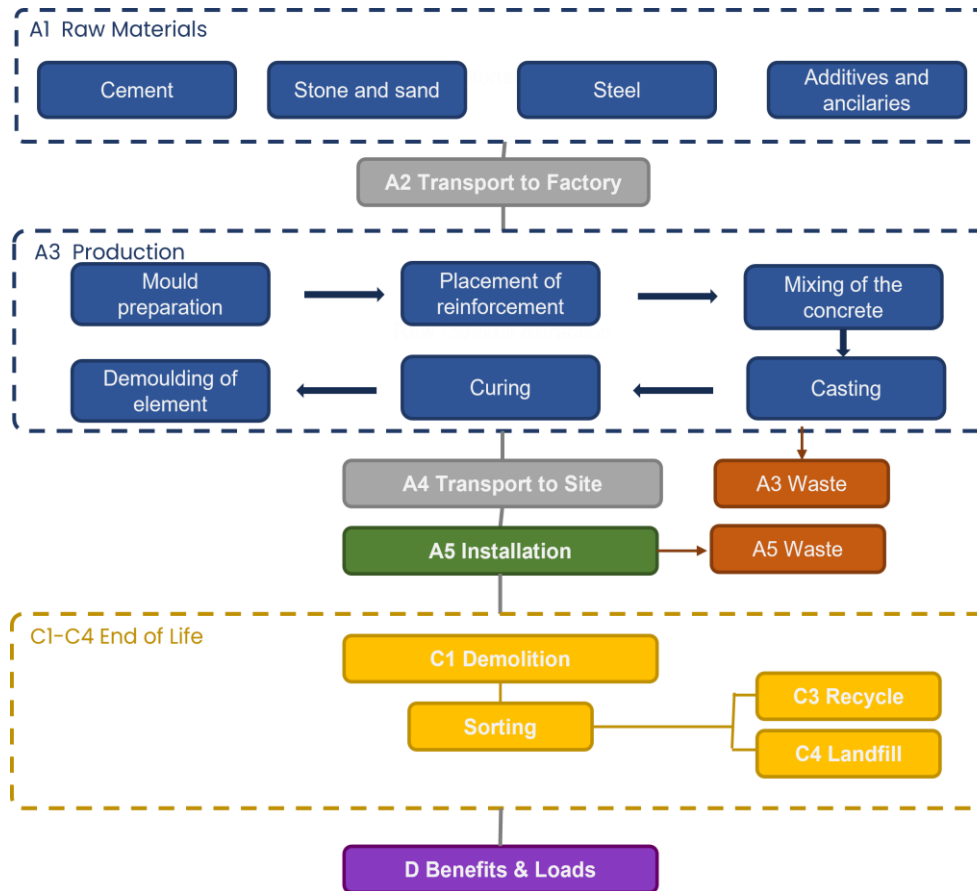 A1 Raw Materials
Cement
Stone and sand
Steel
Additives and
ancilaries
A2 Transport to Factory
A3 Production
Mould
preparation
Placement of
reinforcement
Mixing of the
concrete
Demoulding of
element
Curing
Casting
A4 Transport to Site
A3 Waste
A5 Installation
A5 Waste
C1-C4 End of Life
C1 Demolition
Sorting
C3 Recycle
C4 Landfill
D Benefits & Loads